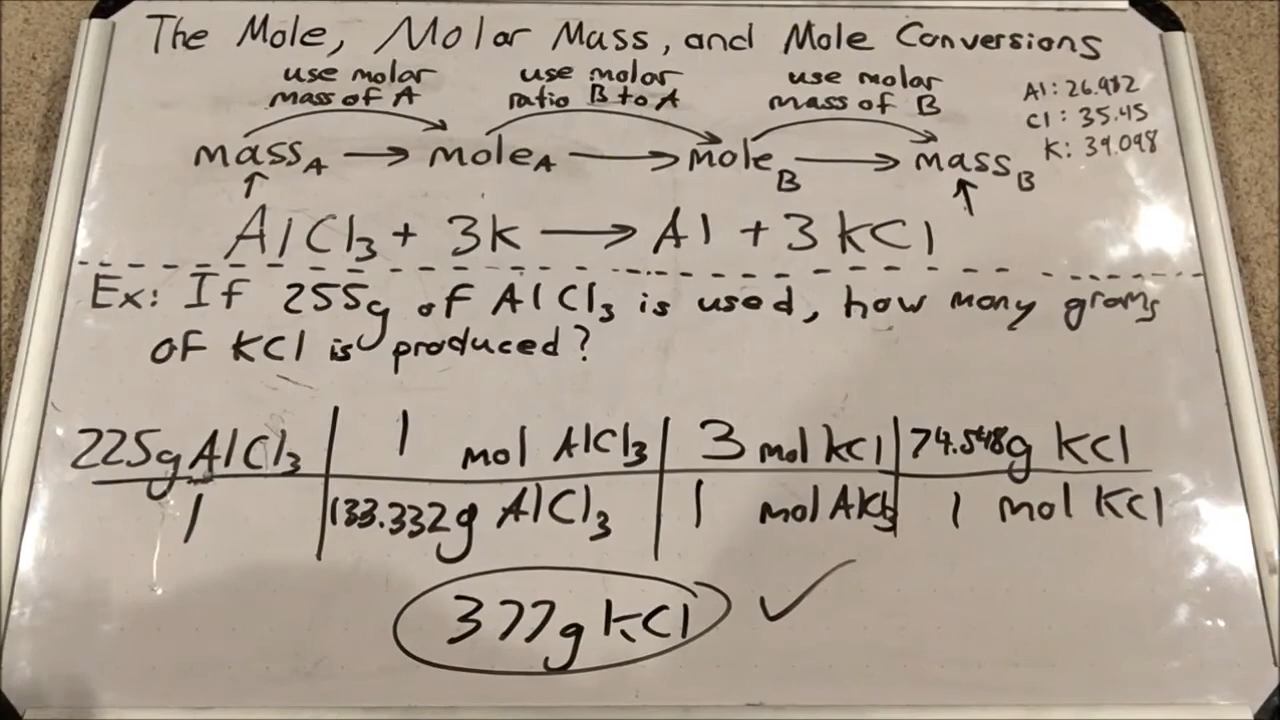 The Mole, Molar Mass, and Mole Conversions
use molar mass of A
use molar ratio B to A
use molar mass of B
Al: 26.982
Cl: 35.45
K: 39.098
mass A → mole A → mole B → mass B
AlCl₃ + 3K → Al + 3KCl
Ex: If 255g of AlCl₃ is used, how many grams
of KCl is produced?
225g AlCl₃ | 1 mol AlCl₃ | 3 mol KCl | 74.548g KCl
1 | 133.332g AlCl₃ | 1 mol AlCl₃ | 1 mol KCl
377g KCl ✓